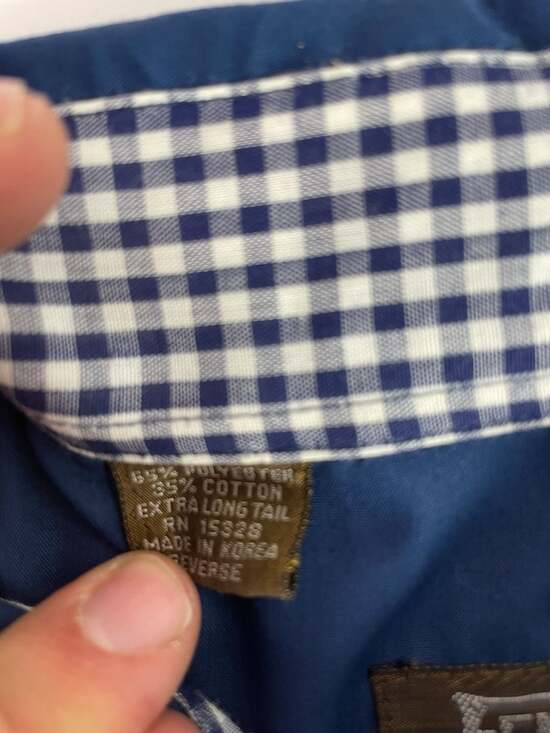 65% POLYESTER
35% COTTON
EXTRA LONG TAIL
RN 15328
MADE IN KOREA
REVERSE